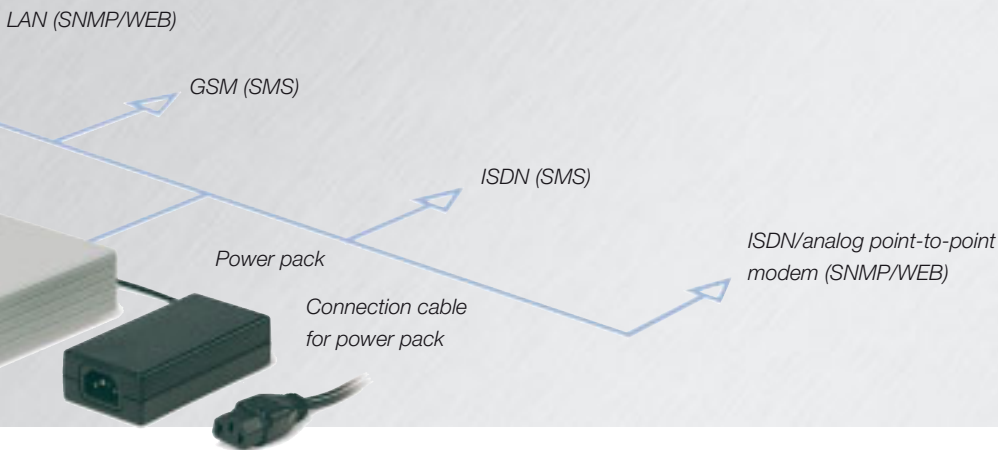 LAN (SNMP/WEB)
GSM (SMS)
ISDN (SMS)
ISDN/analog point-to-point
modem (SNMP/WEB)
Power pack
Connection cable
for power pack